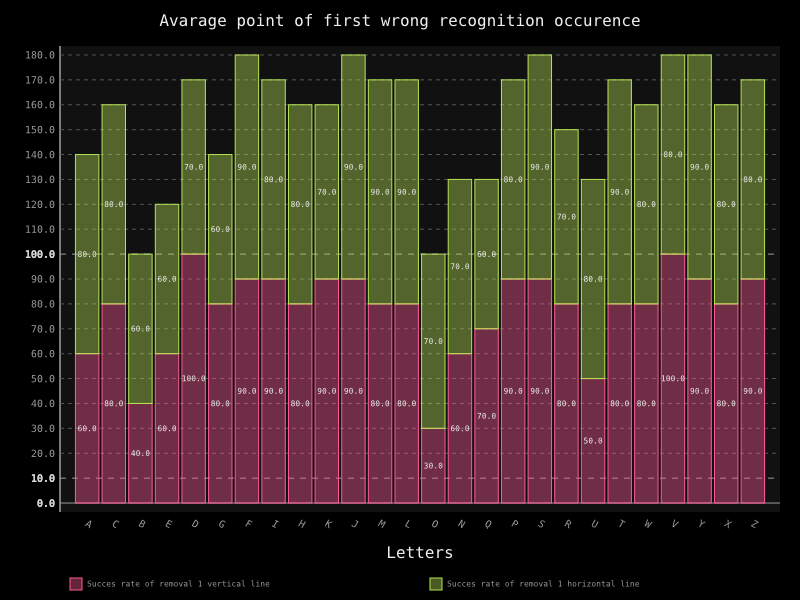 Avarage point of first wrong recognition occurence
180.0
170.0
160.0
150.0
140.0
130.0
120.0
110.0
100.0
90.0
80.0
70.0
60.0
50.0
40.0
30.0
20.0
10.0
0.0
80.0 80.0 60.0 60.0 70.0 60.0 90.0 80.0 80.0 70.0 90.0 90.0 90.0 70.0 70.0 60.0 80.0 90.0 70.0 80.0 90.0 80.0 80.0 90.0 80.0 80.0
60.0 80.0 40.0 60.0 100.0 80.0 90.0 90.0 80.0 90.0 90.0 80.0 80.0 30.0 60.0 70.0 90.0 90.0 80.0 50.0 80.0 80.0 100.0 90.0 80.0 90.0
A C B E D G F I H K J M L O N Q P S R U T W V Y X Z
Letters
Succes rate of removal 1 vertical line
Succes rate of removal 1 horizontal line